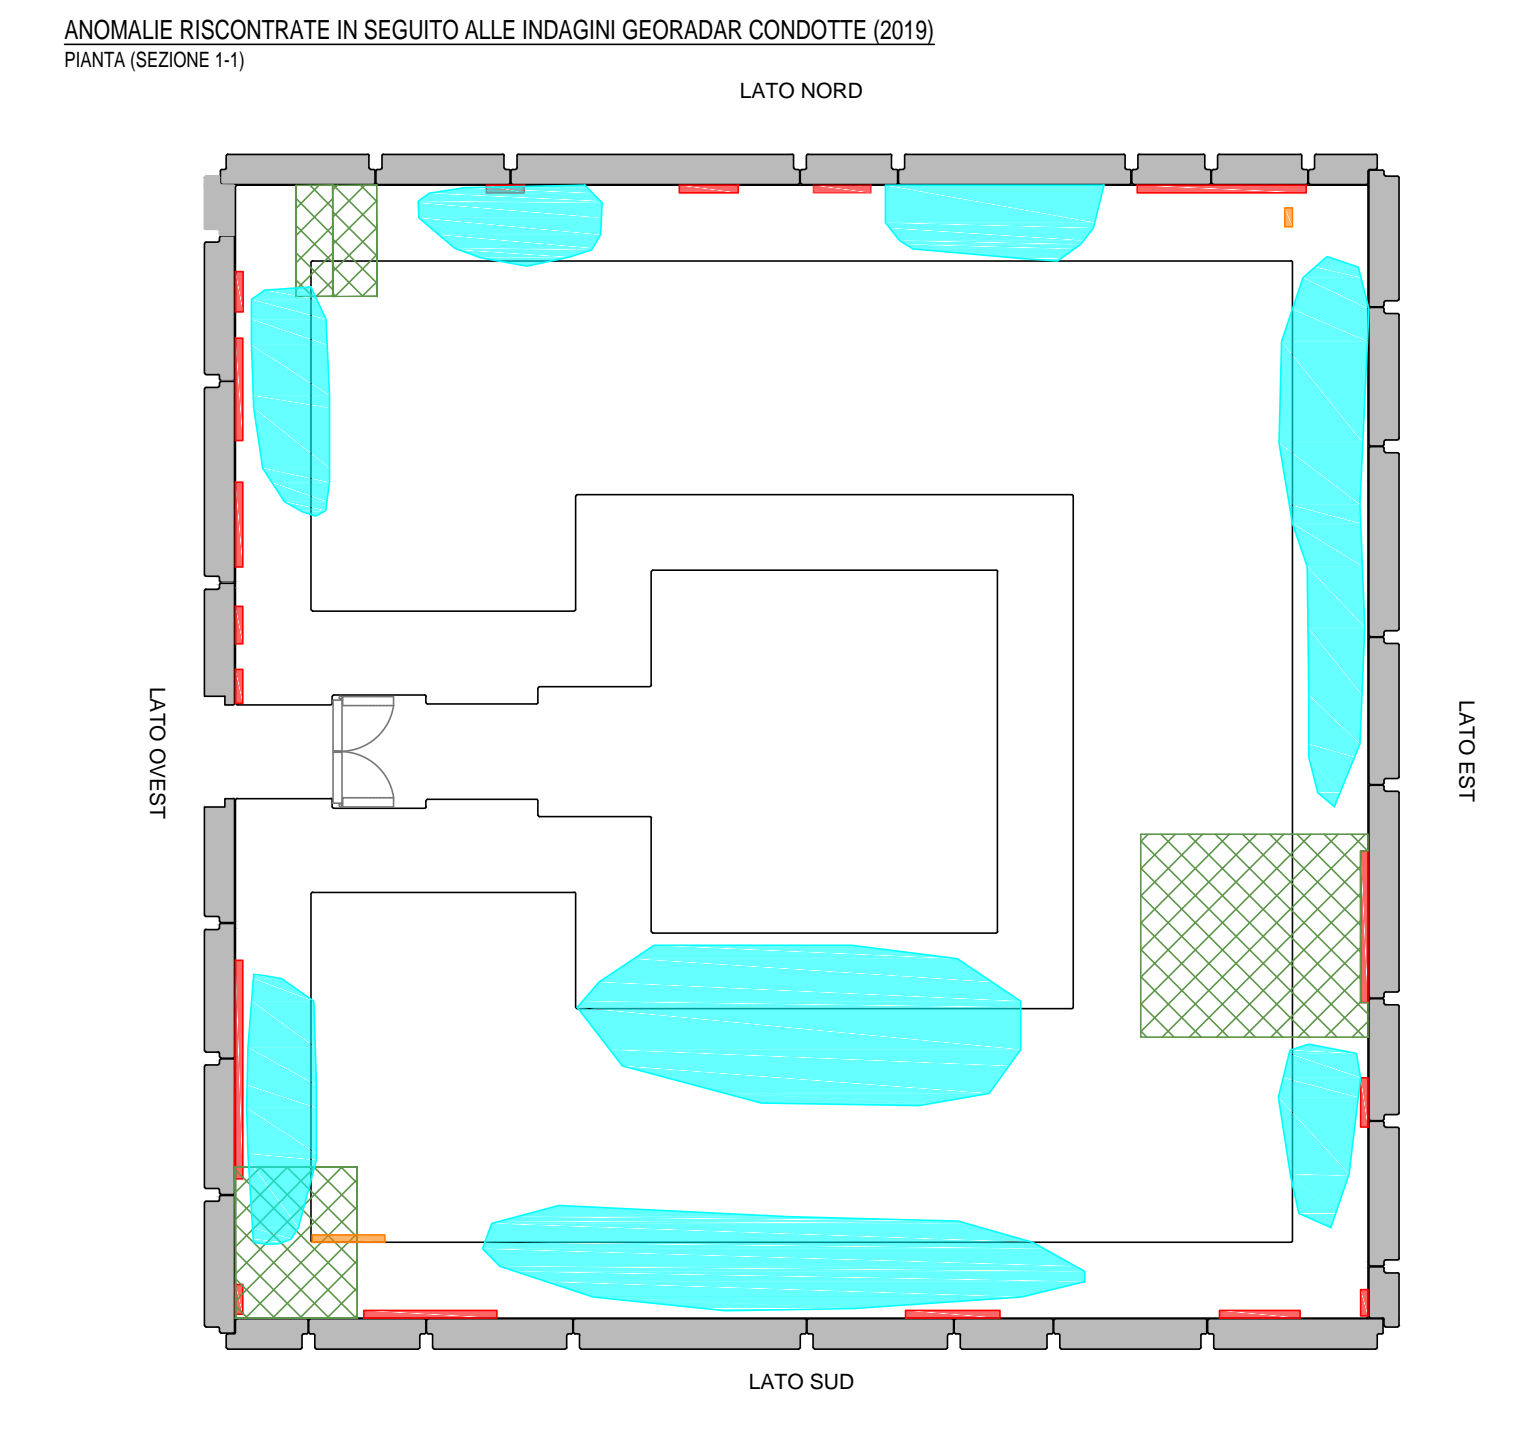 ANOMALIE RISCONTRATE IN SEGUITO ALLE INDAGINI GEORADAR CONDOTTE (2019)
PIANTA (SEZIONE 1-1)
LATO NORD
LATO OVEST
LATO EST
LATO SUD